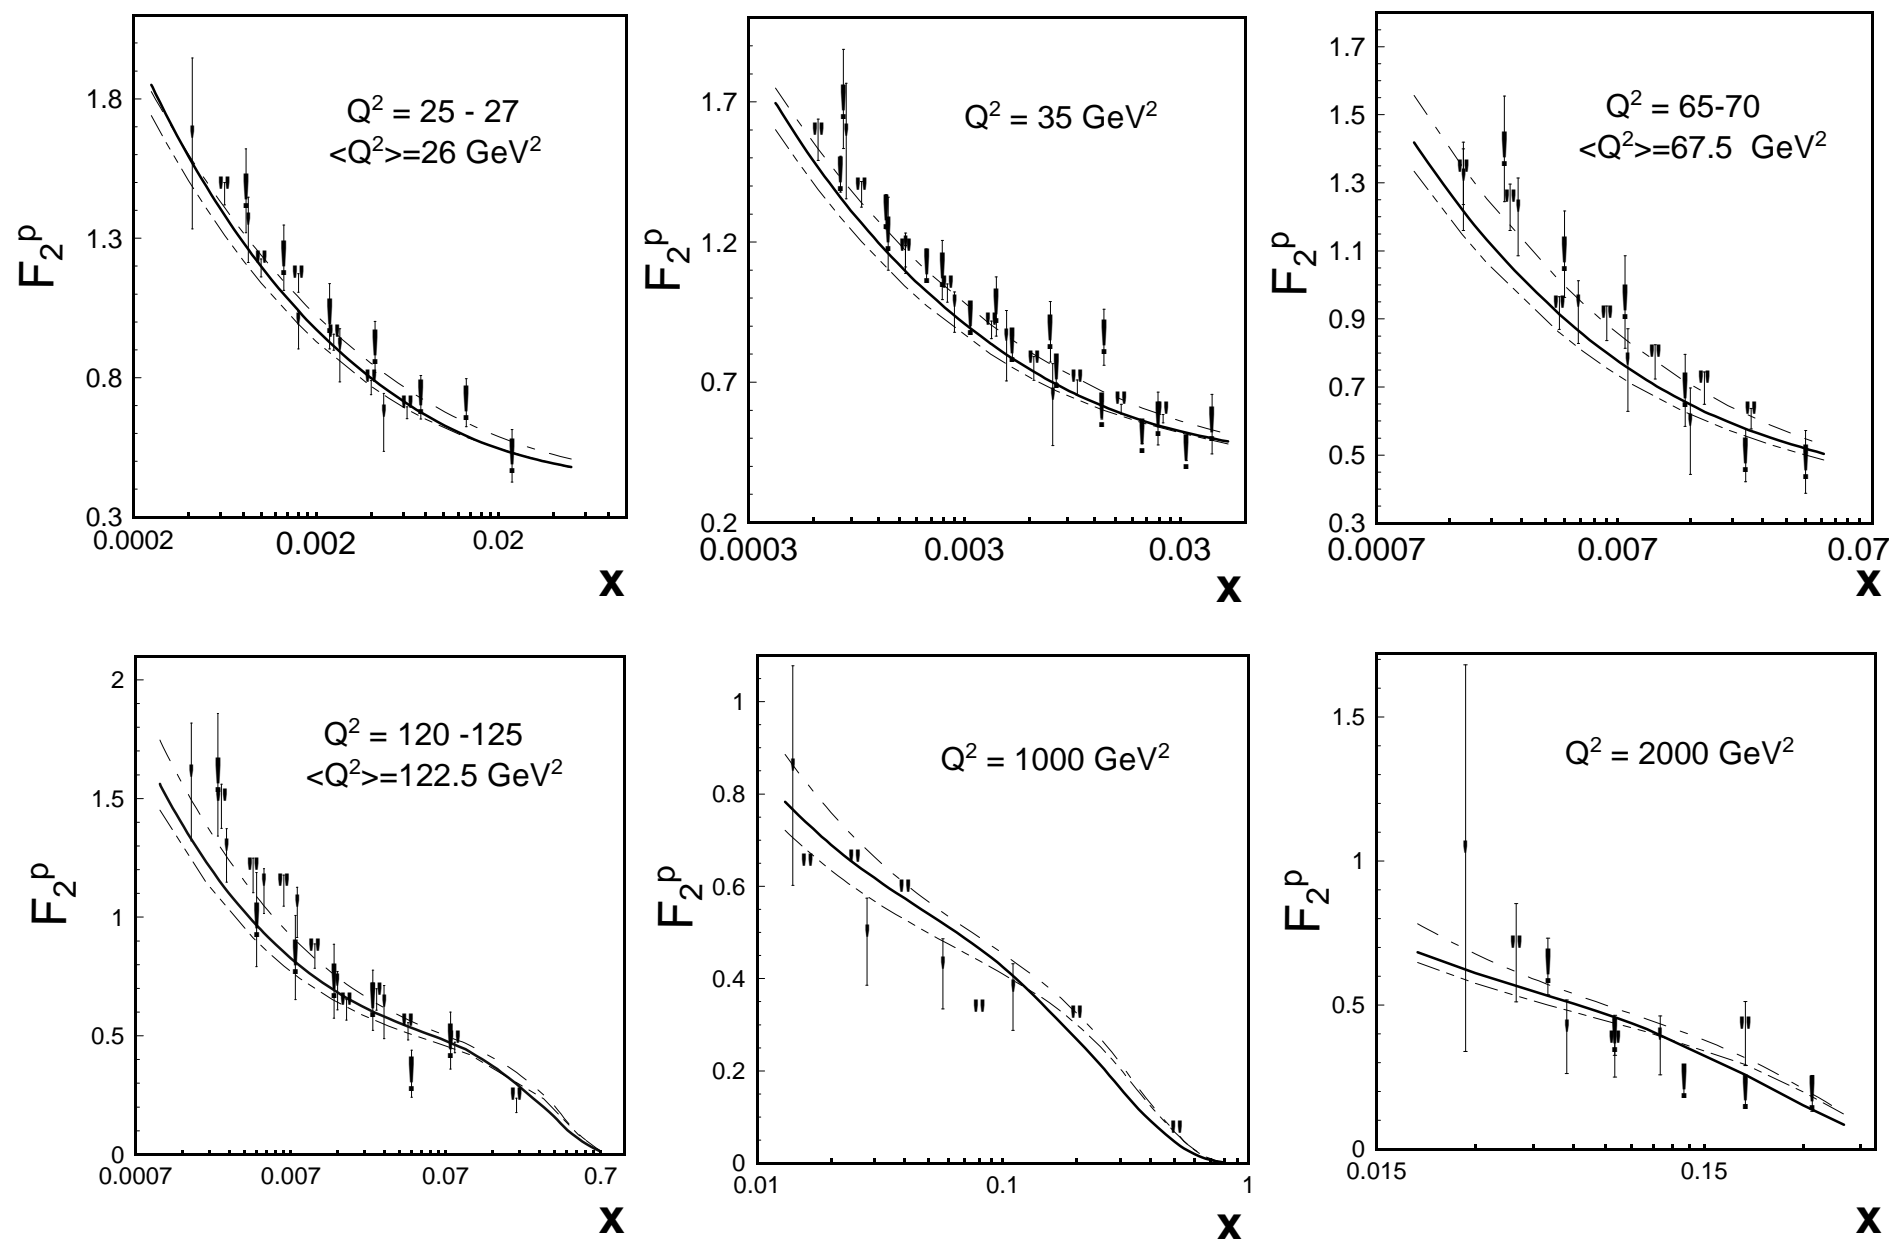 Q² = 25 - 27
<Q²>=26 GeV²
1.8
1.3
0.8
0.3
F₂ᵖ
0.0002
0.002
0.02
x
Q² = 35 GeV²
1.7
1.2
0.7
0.2
F₂ᵖ
0.0003
0.003
0.03
x
Q² = 65-70
<Q²>=67.5 GeV²
1.7
1.5
1.3
1.1
0.9
0.7
0.5
0.3
F₂ᵖ
0.0007
0.007
0.07
x
Q² = 120 -125
<Q²>=122.5 GeV²
2
1.5
1
0.5
0
F₂ᵖ
0.0007
0.007
0.07
0.7
x
Q² = 1000 GeV²
1
0.8
0.6
0.4
0.2
0
F₂ᵖ
0.01
0.1
1
x
Q² = 2000 GeV²
1.5
1
0.5
0
F₂ᵖ
0.015
0.15
x